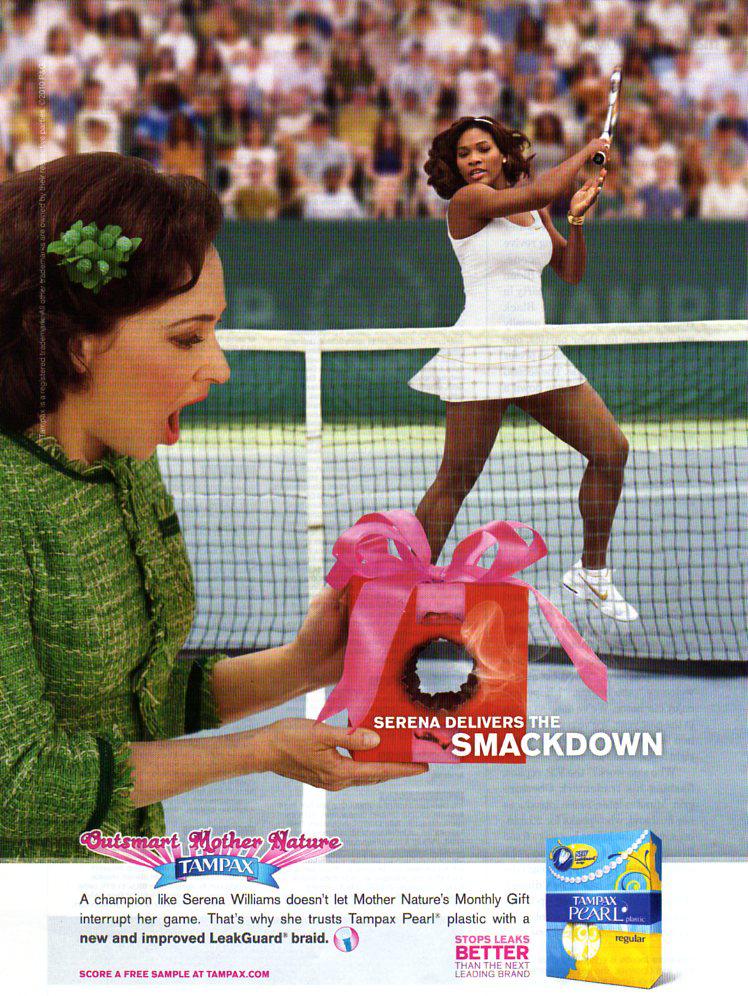 Tampax is a registered trademark. All other trademarks are owned by their respective parties. ©2010 P&G
SERENA DELIVERS THE
SMACKDOWN
Outsmart Mother Nature
TAMPAX
A champion like Serena Williams doesn't let Mother Nature's Monthly Gift
interrupt her game. That's why she trusts Tampax Pearl® plastic with a
new and improved LeakGuard® braid.
STOPS LEAKS
BETTER
THAN THE NEXT
LEADING BRAND
SCORE A FREE SAMPLE AT TAMPAX.COM
TAMPAX
PEARL plastic
regular